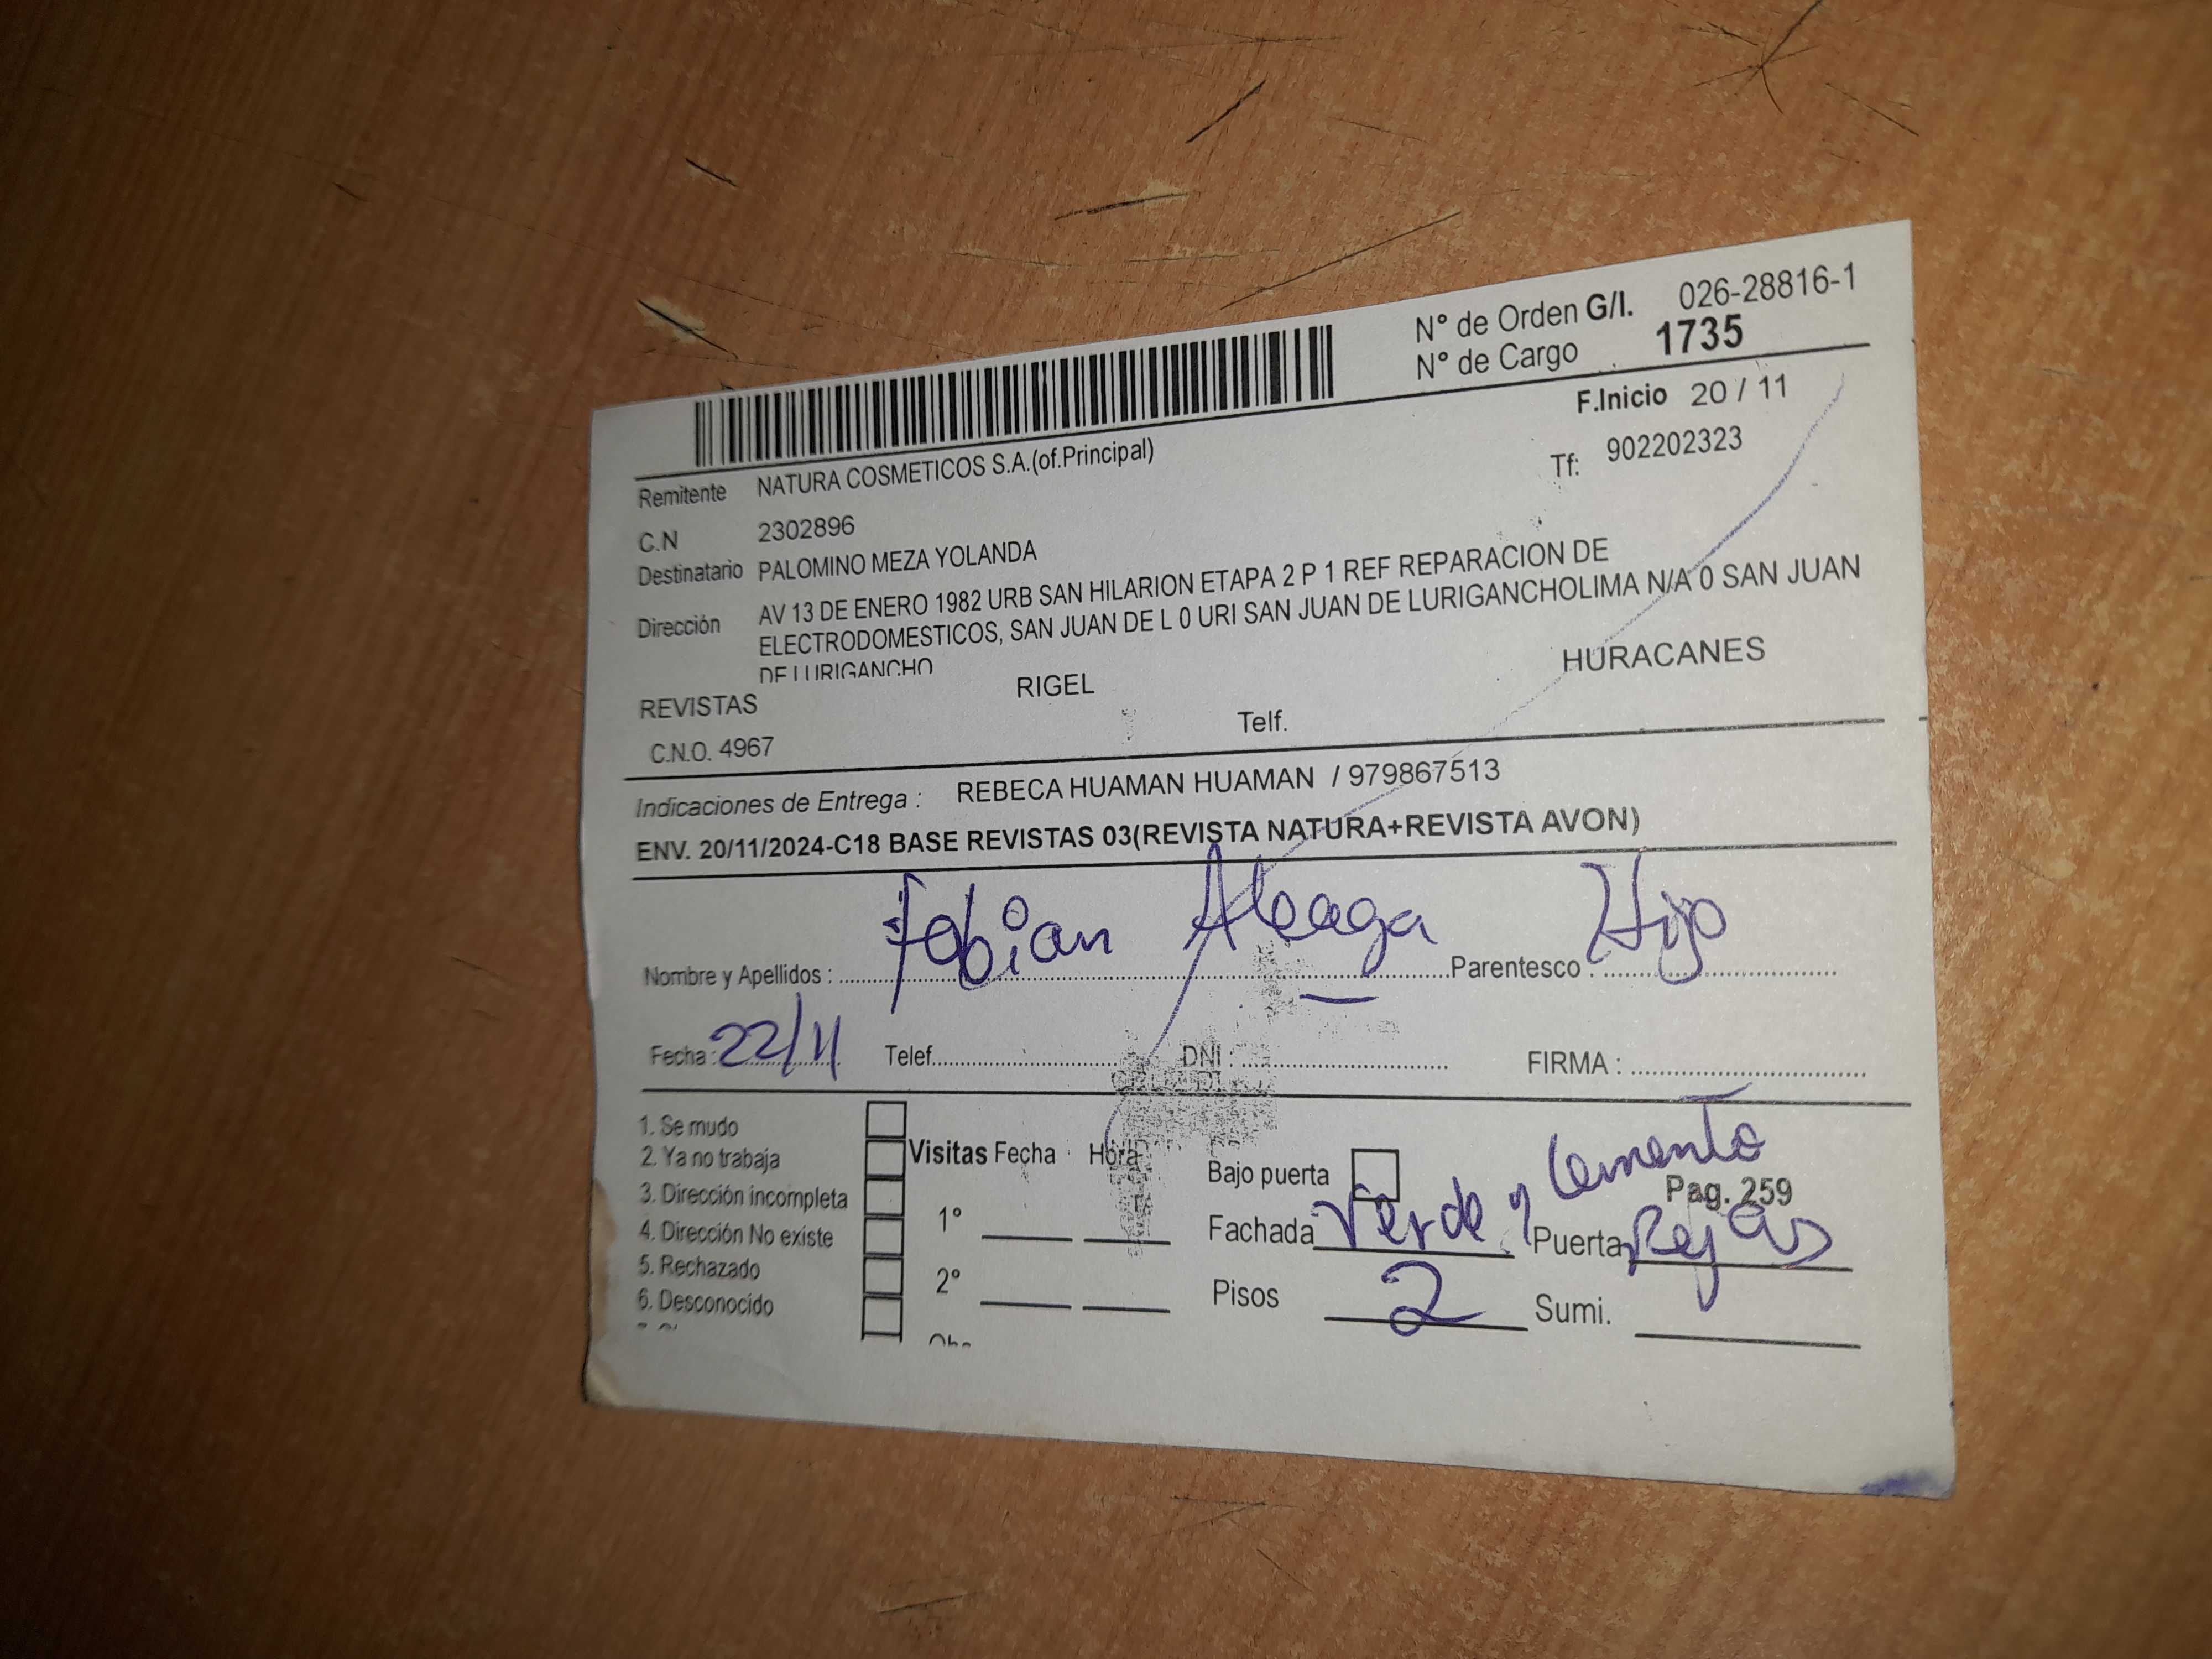 N° de Orden G/I. 026-28816-1
N° de Cargo 1735
F.Inicio 20 / 11
Remitente NATURA COSMETICOS S.A.(of.Principal) Tf: 902202323
C.N 2302896
Destinatario PALOMINO MEZA YOLANDA
Dirección AV 13 DE ENERO 1982 URB SAN HILARION ETAPA 2 P 1 REF REPARACION DE
ELECTRODOMESTICOS, SAN JUAN DE L 0 URI SAN JUAN DE LURIGANCHOLIMA N/A 0 SAN JUAN
DE LURIGANCHO
REVISTAS RIGEL HURACANES
C.N.O. 4967 Telf.
Indicaciones de Entrega : REBECA HUAMAN HUAMAN / 979867513
ENV. 20/11/2024-C18 BASE REVISTAS 03(REVISTA NATURA+REVISTA AVON)
Nombre y Apellidos : Fabian Aleaga Parentesco : Hijo
Fecha : 22/11 Telef. DNI : FIRMA :
1. Se mudo
2. Ya no trabaja
3. Dirección incompleta
4. Dirección No existe
5. Rechazado
6. Desconocido
Visitas Fecha Hora
1°
2°
Bajo puerta
Pag. 259
Fachada Verde y Cemento Puerta Rejas
Pisos 2 Sumi.